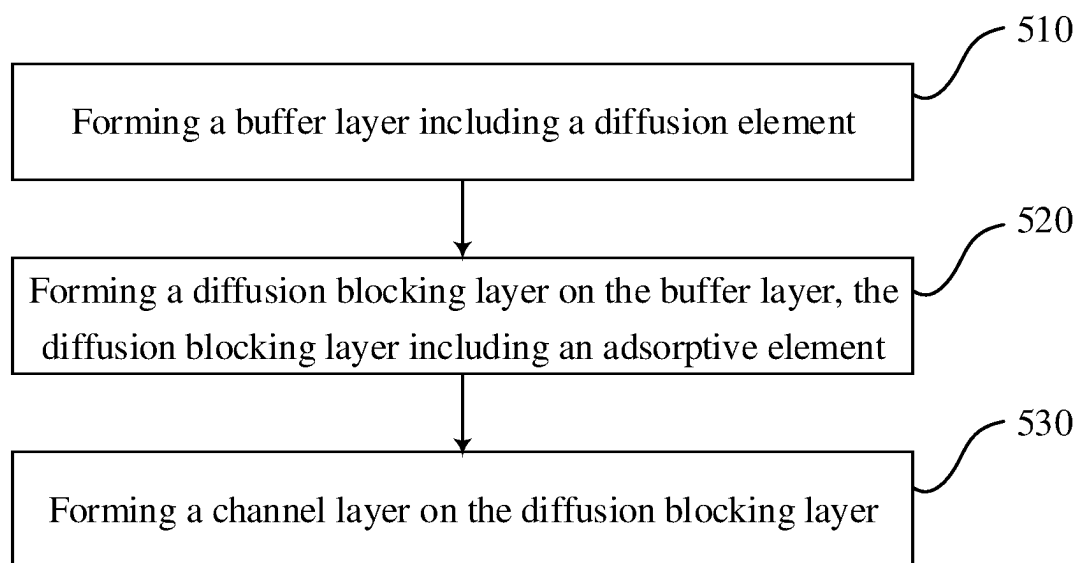 510
Forming a buffer layer including a diffusion element
520
Forming a diffusion blocking layer on the buffer layer, the
diffusion blocking layer including an adsorptive element
530
Forming a channel layer on the diffusion blocking layer